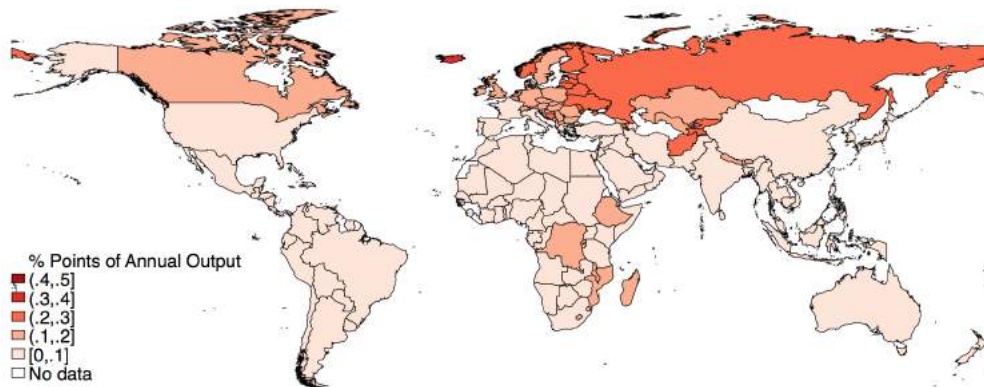 % Points of Annual Output
(.4,.5]
(.3,.4]
(.2,.3]
(.1,.2]
[0,.1]
No data